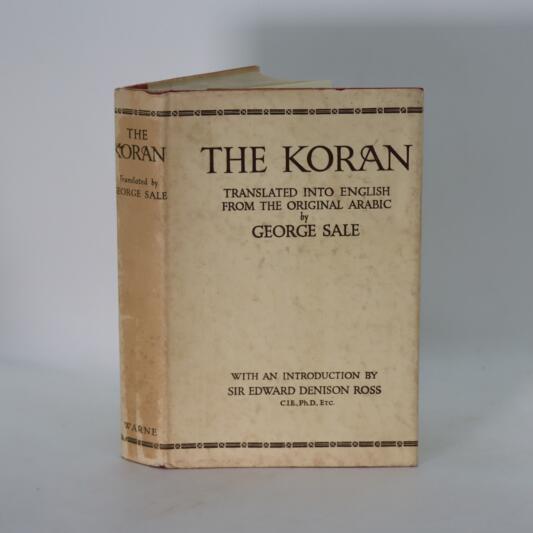 THE
KORAN
Translated by
GEORGE SALE
WARNE
THE KORAN
TRANSLATED INTO ENGLISH
FROM THE ORIGINAL ARABIC
by
GEORGE SALE
WITH AN INTRODUCTION BY
SIR EDWARD DENISON ROSS
C.I.E., Ph.D., ETC.